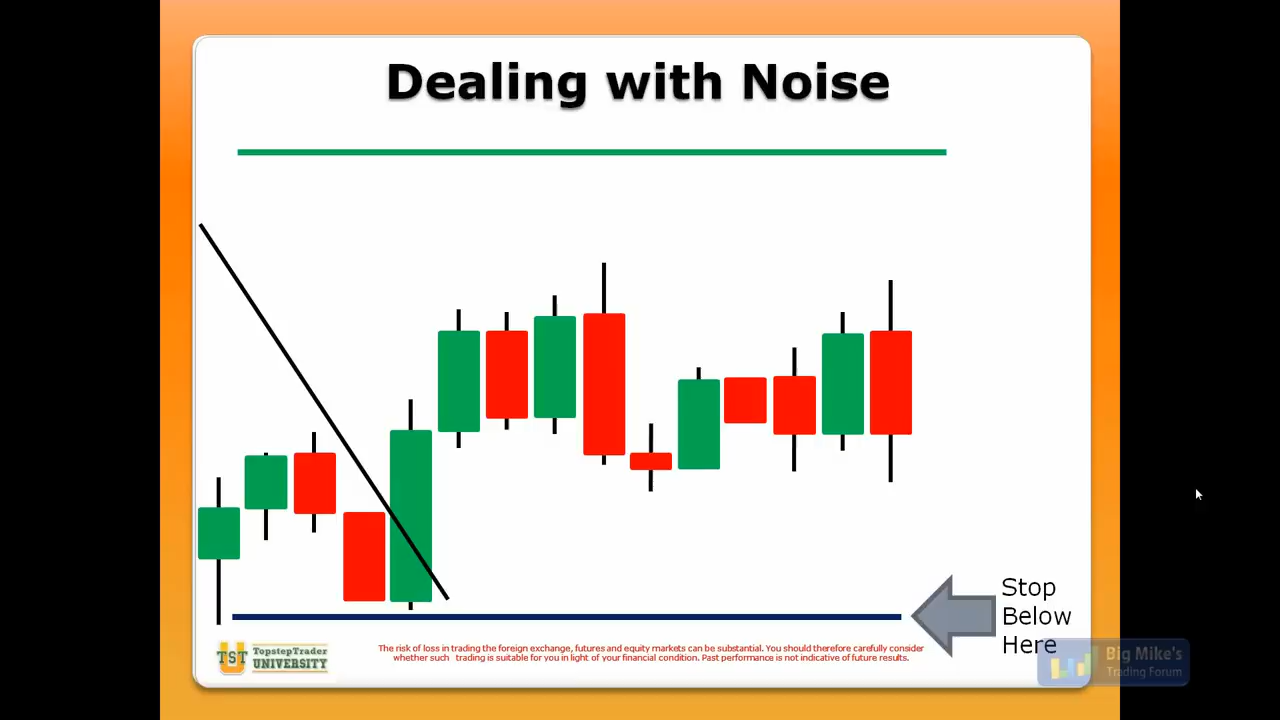 Dealing with Noise
Stop
Below
Here
TST
TopstepTrader
UNIVERSITY
The risk of loss in trading the foreign exchange, futures and equity markets can be substantial. You should therefore carefully consider
whether such trading is suitable for you in light of your financial condition. Past performance is not indicative of future results.
Big Mike's
Trading Forum